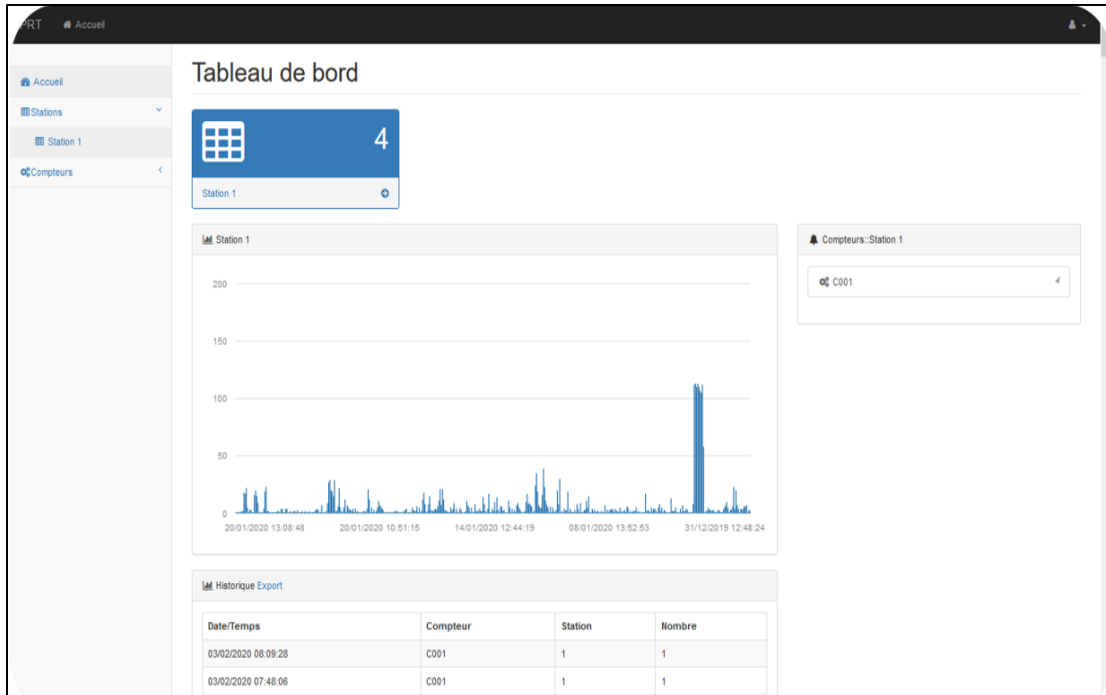 PRT Accueil
Accueil
Stations
Station 1
Compteurs
Tableau de bord
4
Station 1
Station 1
200
150
100
50
0
20/01/2020 13:08:48 20/01/2020 10:51:15 14/01/2020 12:44:19 08/01/2020 13:52:53 31/12/2019 12:48:24
Compteurs::Station 1
C001 4
Historique Export
Date/Temps Compteur Station Nombre
03/02/2020 08:09:28 C001 1 1
03/02/2020 07:48:06 C001 1 1